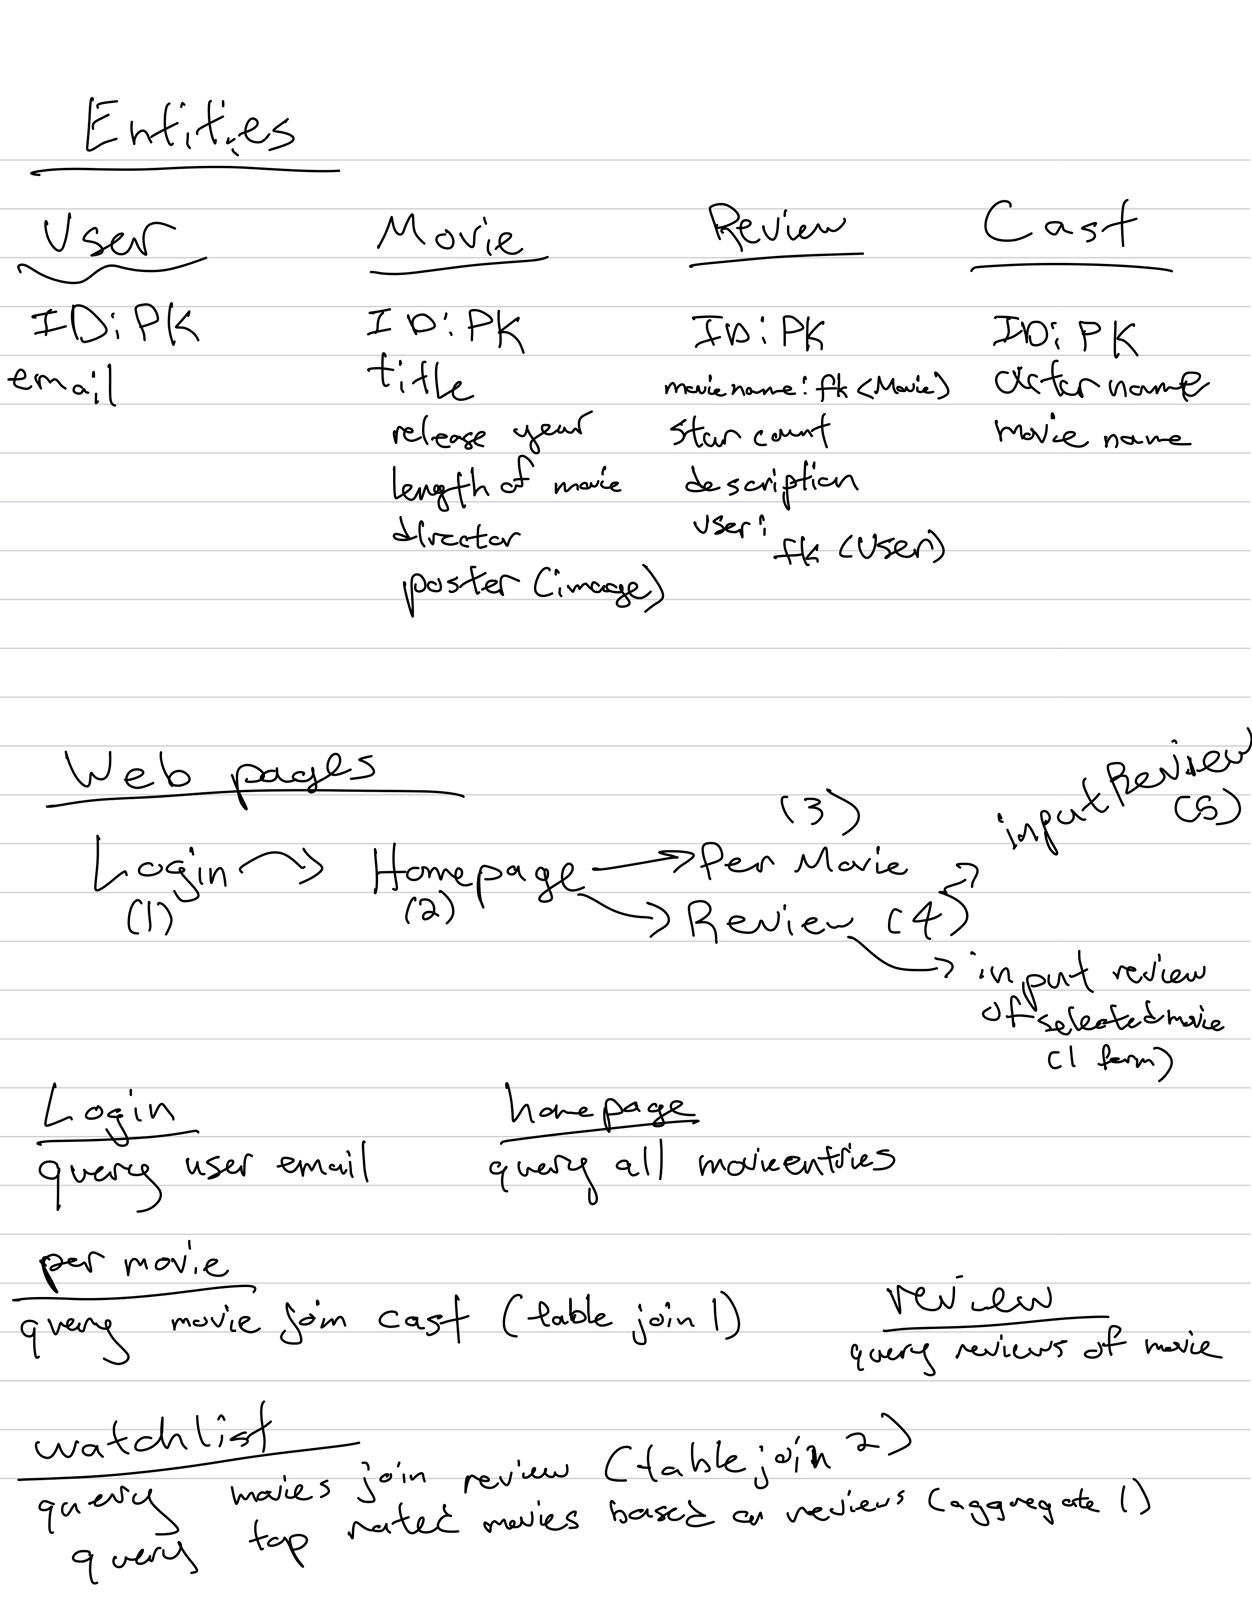 Entities
User
ID: PK
email
Movie
ID: PK
title
release year
length of movie
director
poster (image)
Review
ID: PK
movie name: fk (Movie)
star count
description
user:
fk (User)
Cast
ID: PK
actor name
movie name
Web pages
Login
(1)
Homepage
(2)
(3)
Per Movie
Review (4)
input Review
(5)
input review
of selected movie
(1 form)
Login
query user email
homepage
query all movie entries
per movie
query movie join cast (table join 1)
review
query reviews of movie
watchlist
query movies join review (table join 2)
query top rated movies based on reviews (aggregate 1)